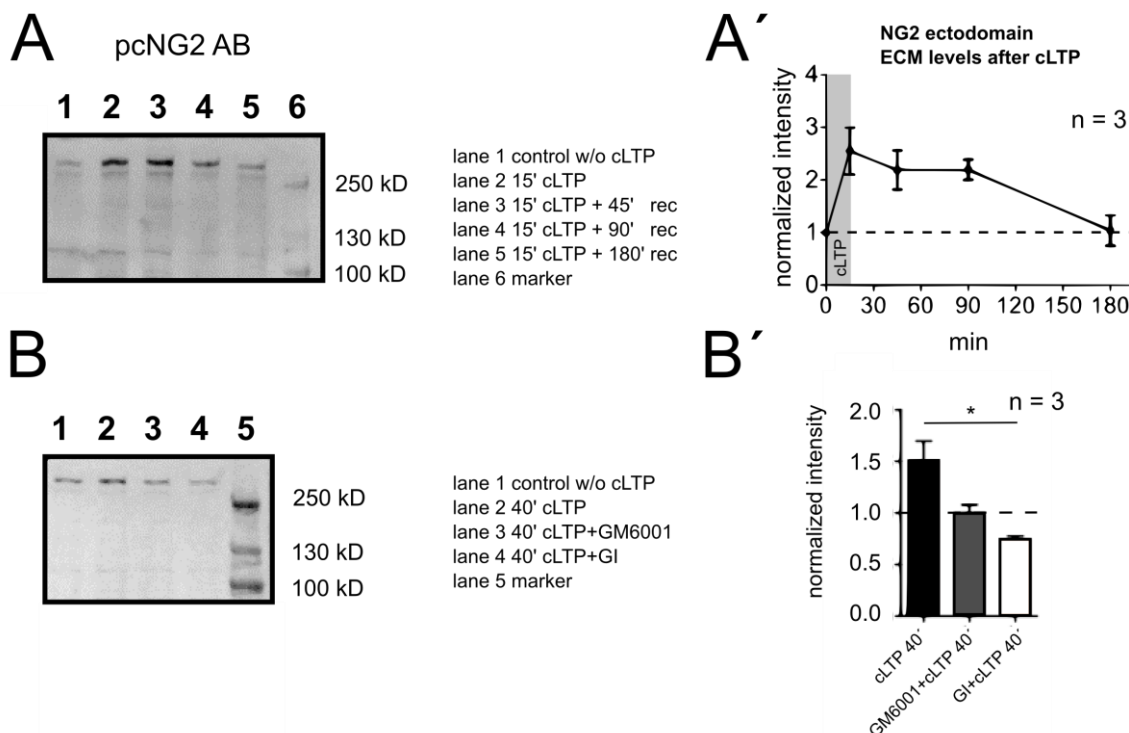 A
pcNG2 AB
1 2 3 4 5 6
250 kD
130 kD
100 kD
lane 1 control w/o cLTP
lane 2 15' cLTP
lane 3 15' cLTP + 45' rec
lane 4 15' cLTP + 90' rec
lane 5 15' cLTP + 180' rec
lane 6 marker
A´
NG2 ectodomain
ECM levels after cLTP
n = 3
normalized intensity
4
3
2
1
0
cLTP
0 30 60 90 120 150 180
min
B
1 2 3 4 5
250 kD
130 kD
100 kD
lane 1 control w/o cLTP
lane 2 40' cLTP
lane 3 40' cLTP+GM6001
lane 4 40' cLTP+GI
lane 5 marker
B´
n = 3
*
normalized intensity
2.0
1.5
1.0
0.5
0.0
cLTP 40´
GM6001+cLTP 40´
GI+cLTP 40´